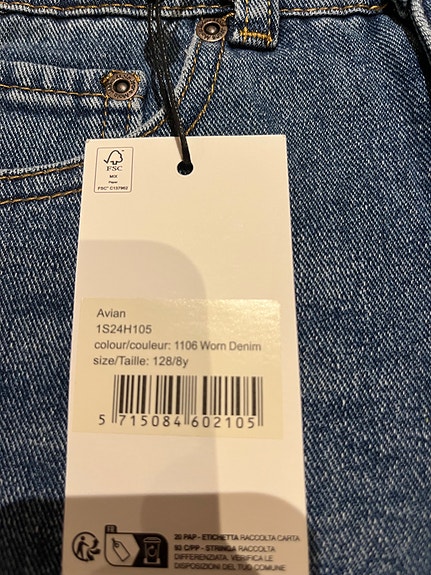 FSC
MIX
Paper
FSC® C137962
Avian
1S24H105
colour/couleur: 1106 Worn Denim
size/Taille: 128/8y
5 715084 602105
20 PAP - ETICHETTA RACCOLTA CARTA
93 C/PP - STRINGA RACCOLTA
DIFFERENZIATA. VERIFICA LE
DISPOSIZIONI DEL TUO COMUNE